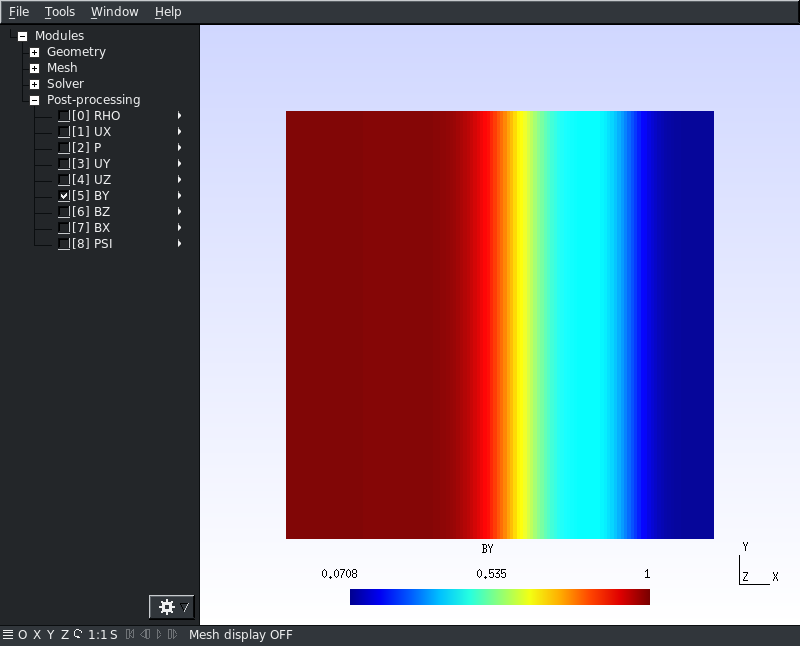 File Tools Window Help
Modules
Geometry
Mesh
Solver
Post-processing
[0] RHO
[1] UX
[2] P
[3] UY
[4] UZ
[5] BY
[6] BZ
[7] BX
[8] PSI
BY
0.0708 0.535 1
Y
Z X
O X Y Z 1:1 S Mesh display OFF